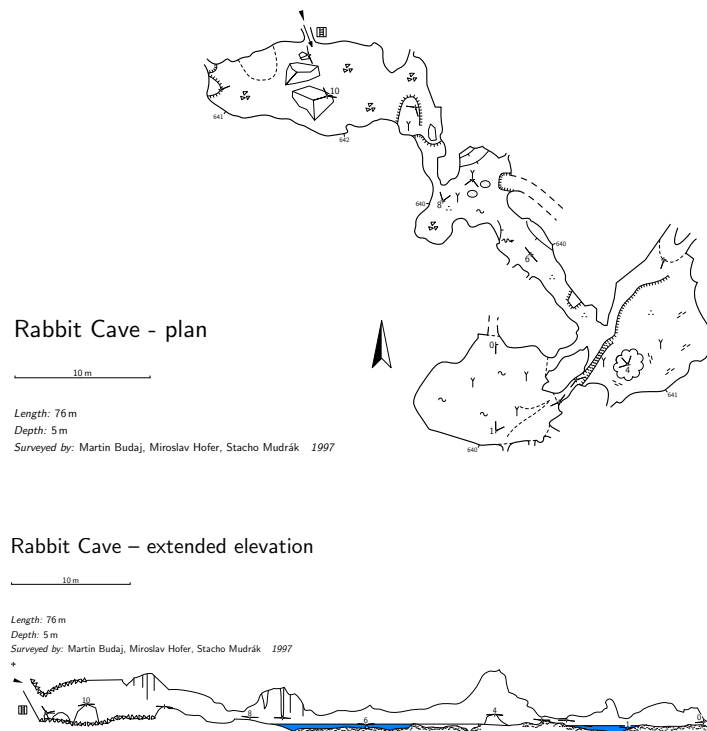 10
641
642
640
8
640
6
Rabbit Cave - plan
0
10 m
4
641
Length: 76 m
Depth: 5 m
1
Surveyed by: Martin Budaj, Miroslav Hofer, Stacho Mudrák 1997
640
Rabbit Cave – extended elevation
10 m
Length: 76 m
Depth: 5 m
Surveyed by: Martin Budaj, Miroslav Hofer, Stacho Mudrák 1997
10
8
6
4
1
0